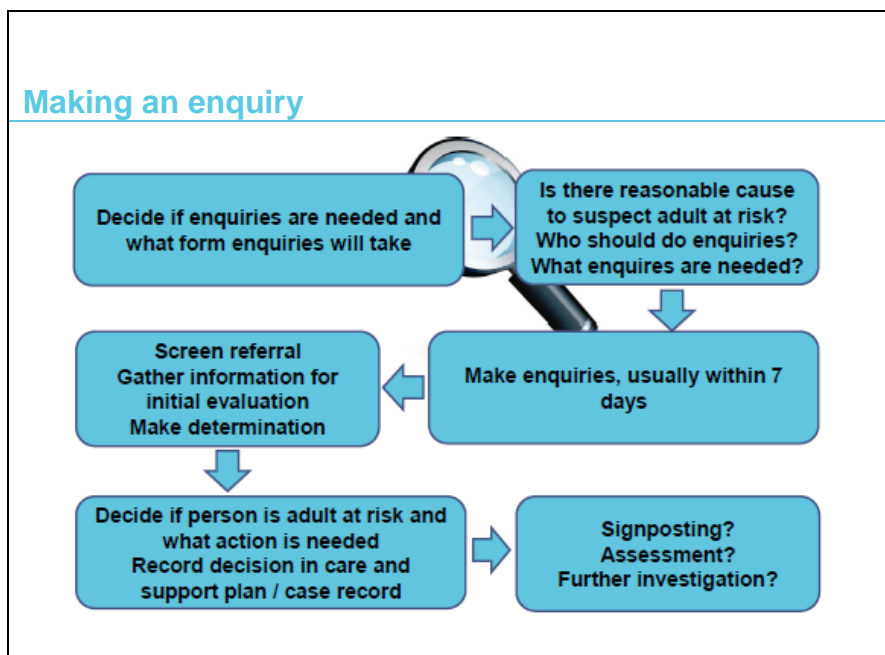 Making an enquiry
Decide if enquiries are needed and
what form enquiries will take
Is there reasonable cause
to suspect adult at risk?
Who should do enquiries?
What enquires are needed?
Make enquiries, usually within 7
days
Screen referral
Gather information for
initial evaluation
Make determination
Decide if person is adult at risk and
what action is needed
Record decision in care and
support plan / case record
Signposting?
Assessment?
Further investigation?